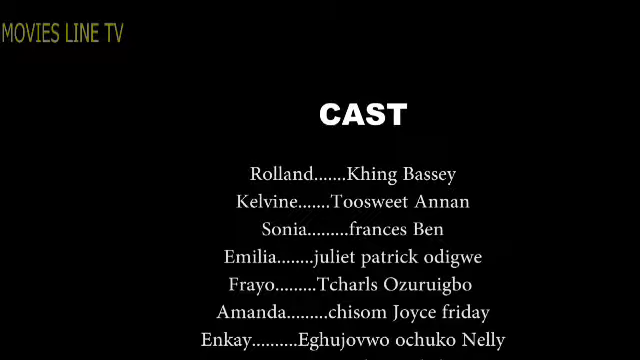 MOVIES LINE TV
CAST
Rolland.......Khing Bassey
Kelvine.......Toosweet Annan
Sonia.........frances Ben
Emilia........juliet patrick odigwe
Frayo.........Tcharls Ozuruigbo
Amanda.........chisom Joyce friday
Enkay..........Eghujovwo ochuko Nelly